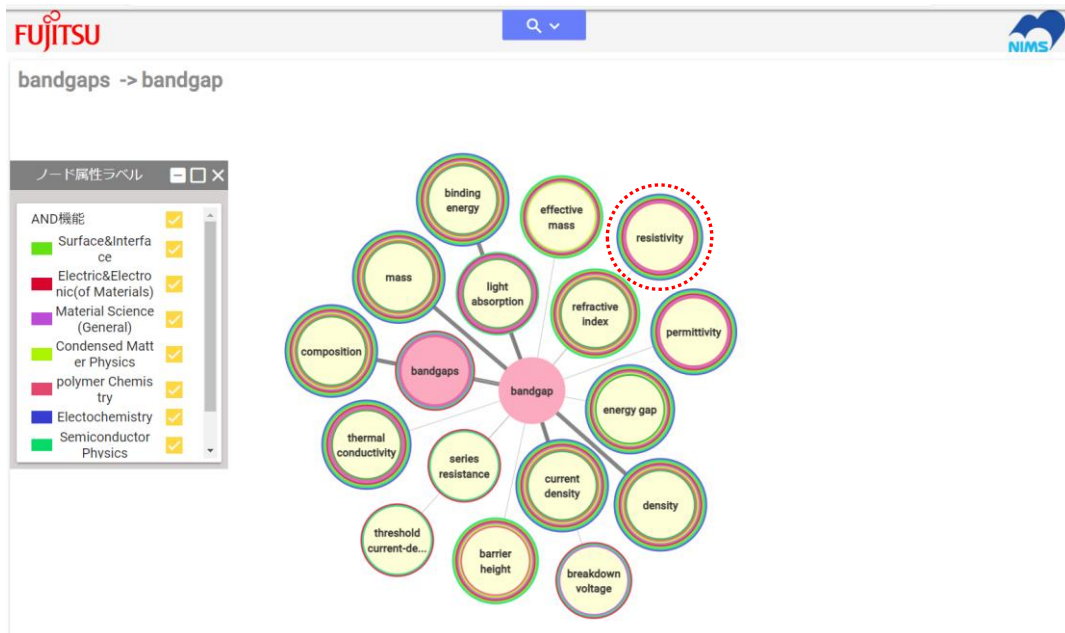 FUJITSU
NIMS
bandgaps -> bandgap
ノード属性ラベル
AND機能
Surface&Interfa
ce
Electric&Electro
nic(of Materials)
Material Science
(General)
Condensed Matt
er Physics
polymer Chemis
try
Electochemistry
Semiconductor
Physics
binding
energy
effective
mass
resistivity
mass
light
absorption
refractive
index
permittivity
composition
bandgaps
bandgap
energy gap
thermal
conductivity
series
resistance
current
density
density
threshold
current-de...
barrier
height
breakdown
voltage